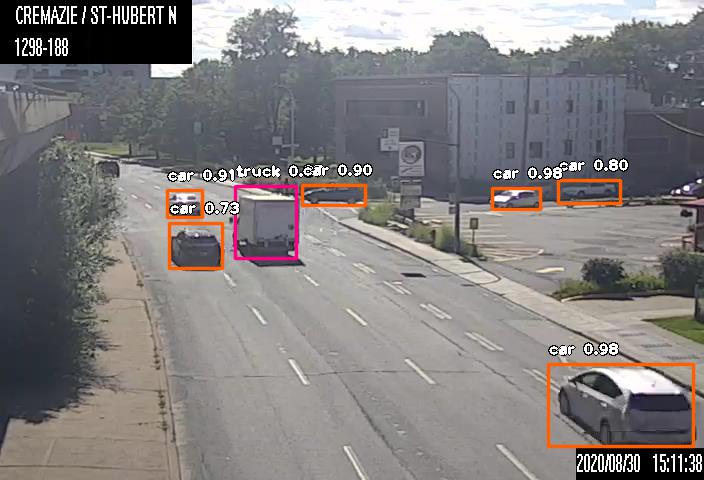 CREMAZIE / ST-HUBERT N
1298-188
car 0.91
truck 0.
car 0.90
car 0.98
car 0.80
car 0.73
car 0.98
2020/08/30 15:11:38